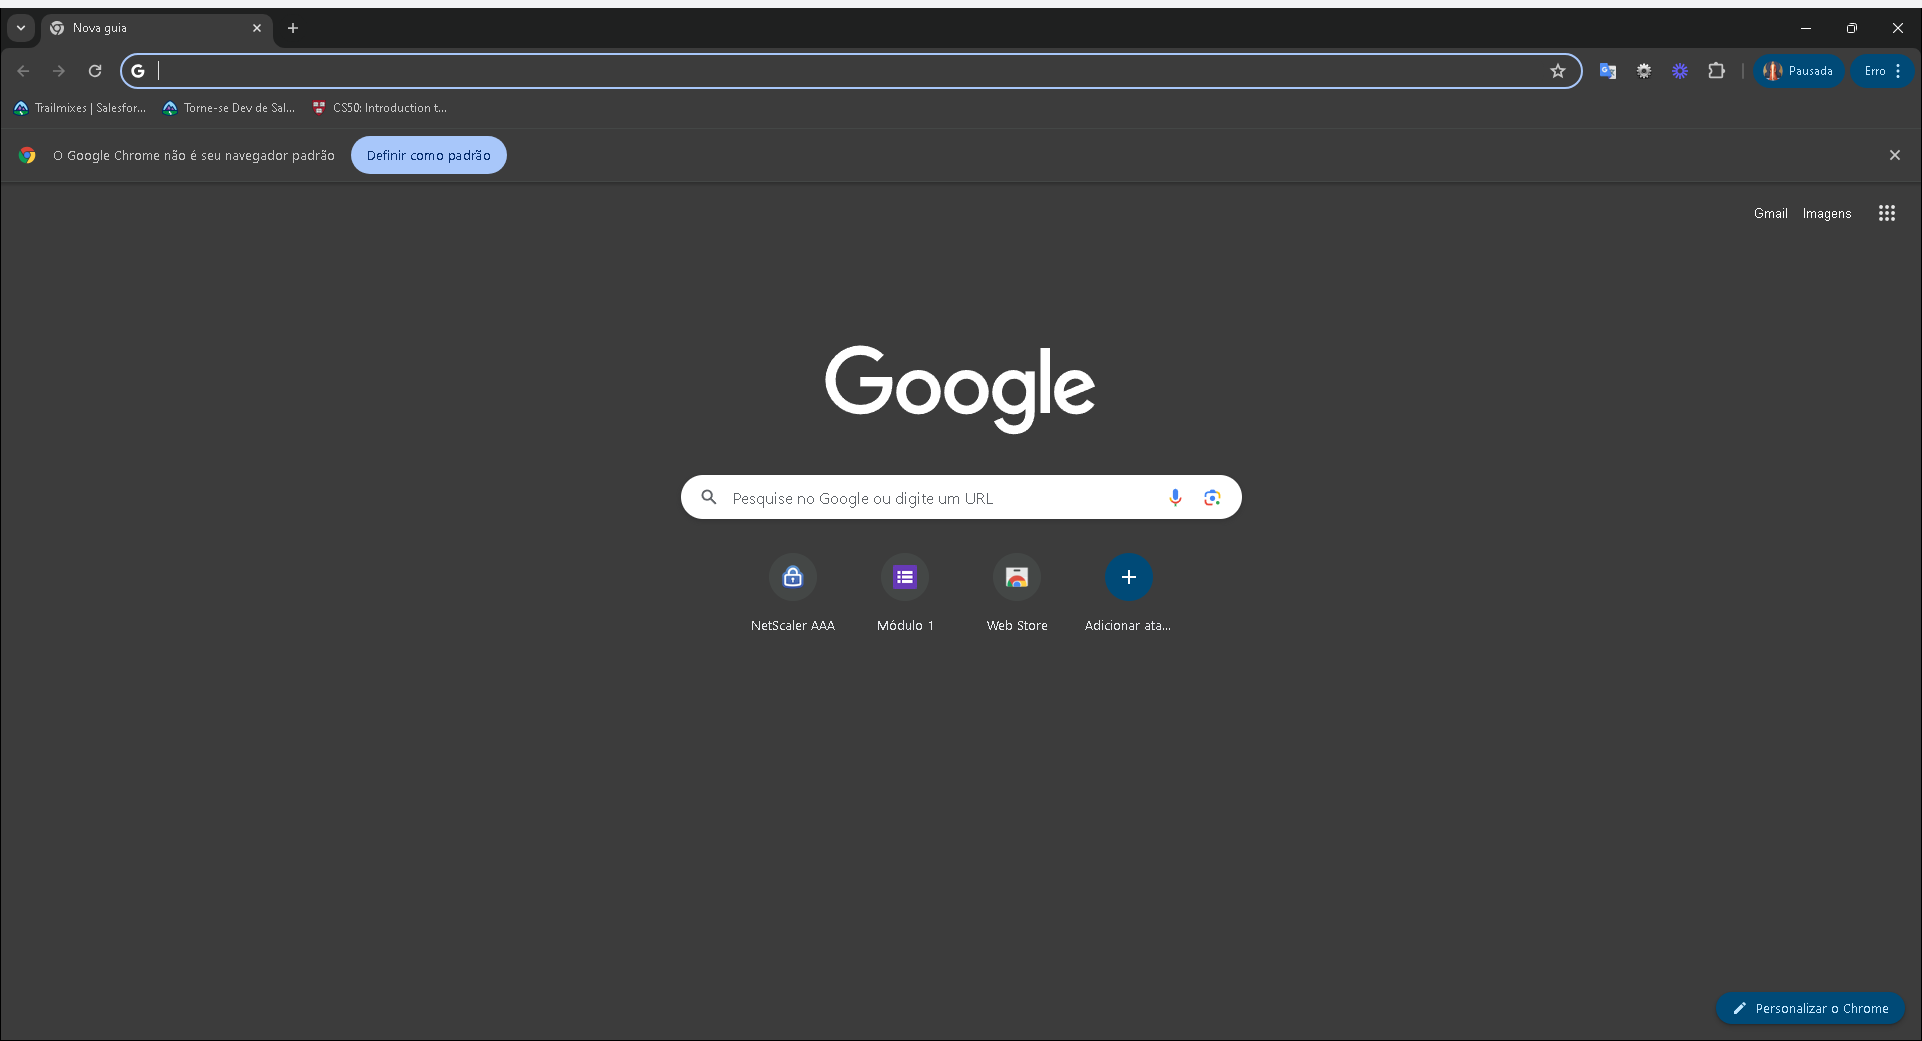 Nova guia
Pausada
Erro
Trailmixes | Salesfor...
Torne-se Dev de Sal...
CS50: Introduction t...
O Google Chrome não é seu navegador padrão
Definir como padrão
Gmail
Imagens
Google
Pesquise no Google ou digite um URL
NetScaler AAA
Módulo 1
Web Store
Adicionar ata...
Personalizar o Chrome